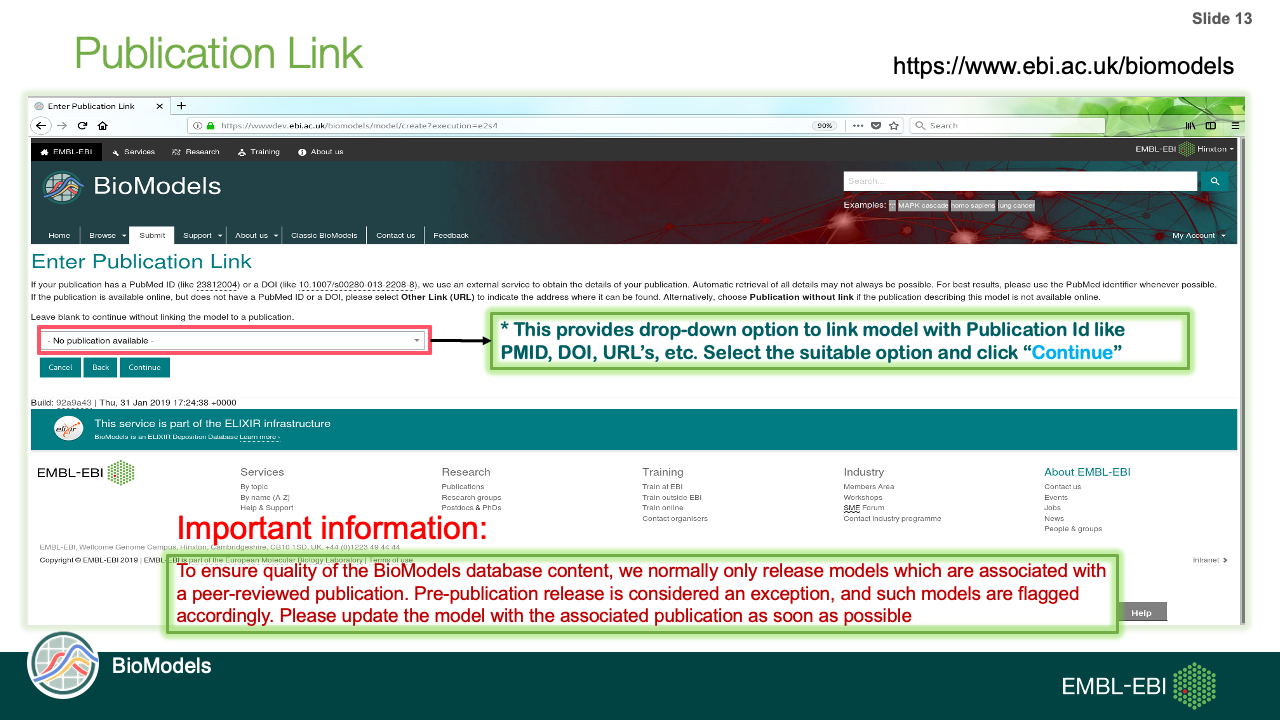 Slide 13
Publication Link
https://www.ebi.ac.uk/biomodels
Enter Publication Link
https://wwwdev.ebi.ac.uk/biomodels/model/create?execution=e2s4
90%
Search
EMBL-EBI
Services
Research
Training
About us
EMBL-EBI
Hinxton
BioModels
Search...
Examples: MAPK cascade homo sapiens lung cancer
Home
Browse
Submit
Support
About us
Classic BioModels
Contact us
Feedback
My Account
Enter Publication Link
If your publication has a PubMed ID (like 23812004) or a DOI (like 10.1007/s00280-013-2208-8), we use an external service to obtain the details of your publication. Automatic retrieval of all details may not always be possible. For best results, please use the PubMed identifier whenever possible.
If the publication is available online, but does not have a PubMed ID or a DOI, please select Other Link (URL) to indicate the address where it can be found. Alternatively, choose Publication without link if the publication describing this model is not available online.
Leave blank to continue without linking the model to a publication.
- No publication available -
* This provides drop-down option to link model with Publication Id like
PMID, DOI, URL's, etc. Select the suitable option and click “Continue”
Cancel
Back
Continue
Build: 92a9a43 | Thu, 31 Jan 2019 17:24:38 +0000
elixir
This service is part of the ELIXIR infrastructure
BioModels is an ELIXIR Deposition Database Learn more ›
EMBL-EBI
Services
By topic
By name (A-Z)
Help & Support
Research
Publications
Research groups
Postdocs & PhDs
Training
Train at EBI
Train outside EBI
Train online
Contact organisers
Industry
Members Area
Workshops
SME Forum
Contact Industry programme
About EMBL-EBI
Contact us
Events
Jobs
News
People & groups
Important information:
EMBL-EBI, Wellcome Genome Campus, Hinxton, Cambridgeshire, CB10 1SD, UK. +44 (0)1223 49 44 44
Copyright © EMBL-EBI 2019 | EMBL-EBI is part of the European Molecular Biology Laboratory | Terms of use
Intranet
To ensure quality of the BioModels database content, we normally only release models which are associated with
a peer-reviewed publication. Pre-publication release is considered an exception, and such models are flagged
accordingly. Please update the model with the associated publication as soon as possible
Help
BioModels
EMBL-EBI